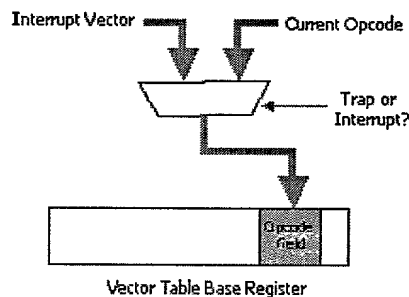 Interrupt Vector
Current Opcode
Trap or
Interrupt?
Opcode
field
Vector Table Base Register